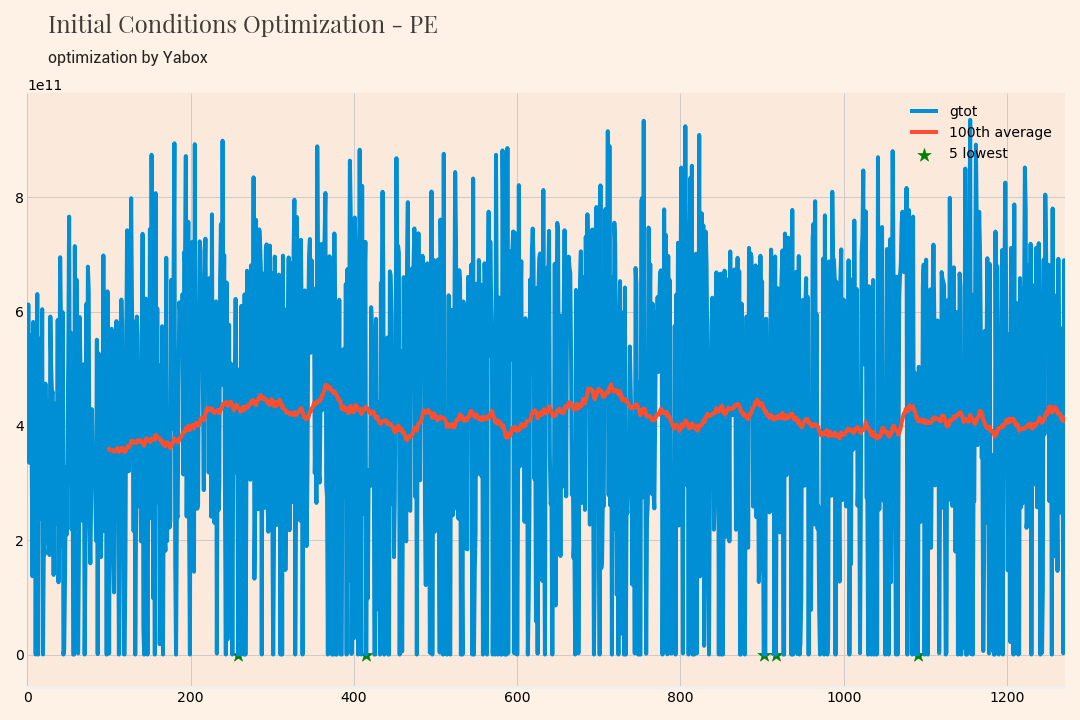 Initial Conditions Optimization - PE
optimization by Yabox
1e11
gtot
100th average
5 lowest
8
6
4
2
0
0 200 400 600 800 1000 1200